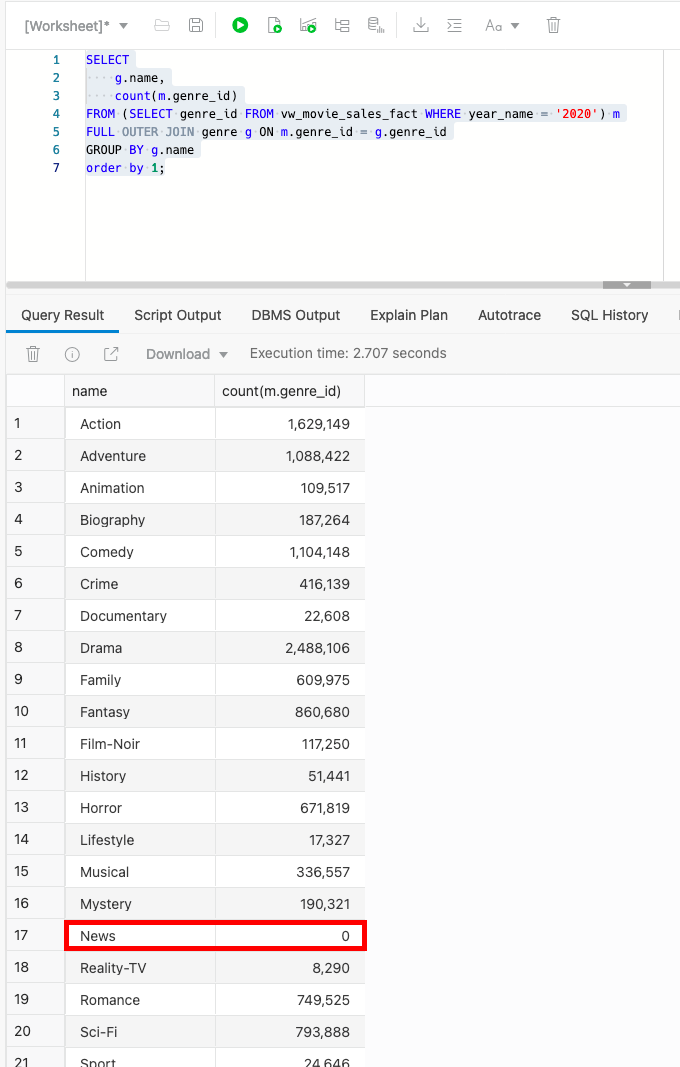 [Worksheet]*
Aa
1 SELECT
2 ····g.name,
3 ····count(m.genre_id)
4 FROM·(SELECT·genre_id·FROM·vw_movie_sales_fact·WHERE·year_name·=·'2020')·m
5 FULL·OUTER·JOIN·genre·g·ON·m.genre_id·=·g.genre_id
6 GROUP·BY·g.name
7 order·by·1;
Query Result Script Output DBMS Output Explain Plan Autotrace SQL History
Download Execution time: 2.707 seconds
name count(m.genre_id)
1 Action 1,629,149
2 Adventure 1,088,422
3 Animation 109,517
4 Biography 187,264
5 Comedy 1,104,148
6 Crime 416,139
7 Documentary 22,608
8 Drama 2,488,106
9 Family 609,975
10 Fantasy 860,680
11 Film-Noir 117,250
12 History 51,441
13 Horror 671,819
14 Lifestyle 17,327
15 Musical 336,557
16 Mystery 190,321
17 News 0
18 Reality-TV 8,290
19 Romance 749,525
20 Sci-Fi 793,888
21 Sport 24,646